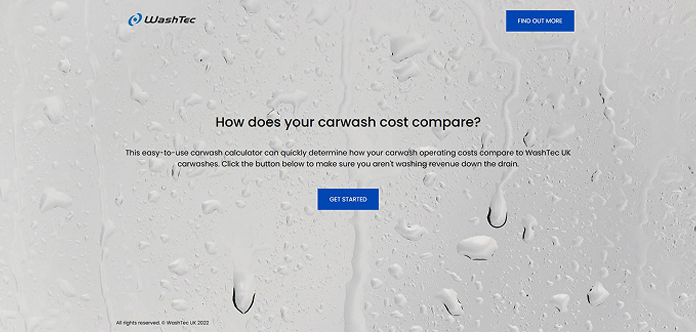 WashTec
FIND OUT MORE
How does your carwash cost compare?
This easy-to-use carwash calculator can quickly determine how your carwash operating costs compare to WashTec UK
carwashes. Click the button below to make sure you aren't washing revenue down the drain.
GET STARTED
All rights reserved. © WashTec UK 2022